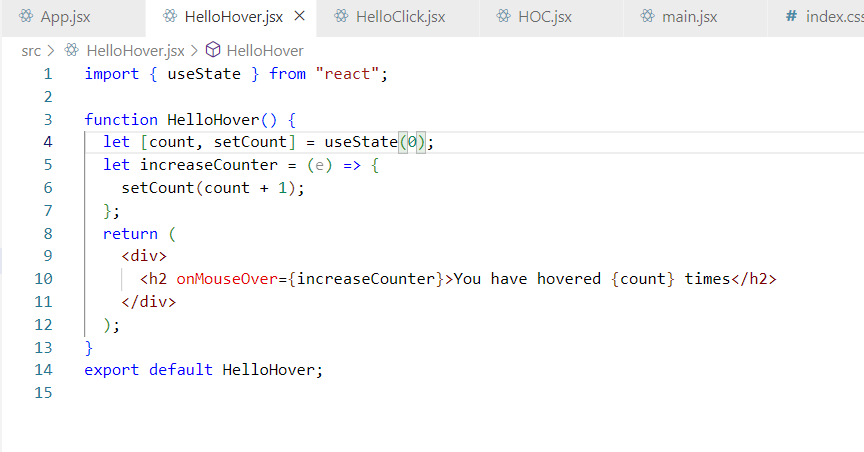 App.jsx HelloHover.jsx HelloClick.jsx HOC.jsx main.jsx # index.css
src > HelloHover.jsx > HelloHover
1 import { useState } from "react";
2
3 function HelloHover() {
4 let [count, setCount] = useState(0);
5 let increaseCounter = (e) => {
6 setCount(count + 1);
7 };
8 return (
9 <div>
10 <h2 onMouseOver={increaseCounter}>You have hovered {count} times</h2>
11 </div>
12 );
13 }
14 export default HelloHover;
15